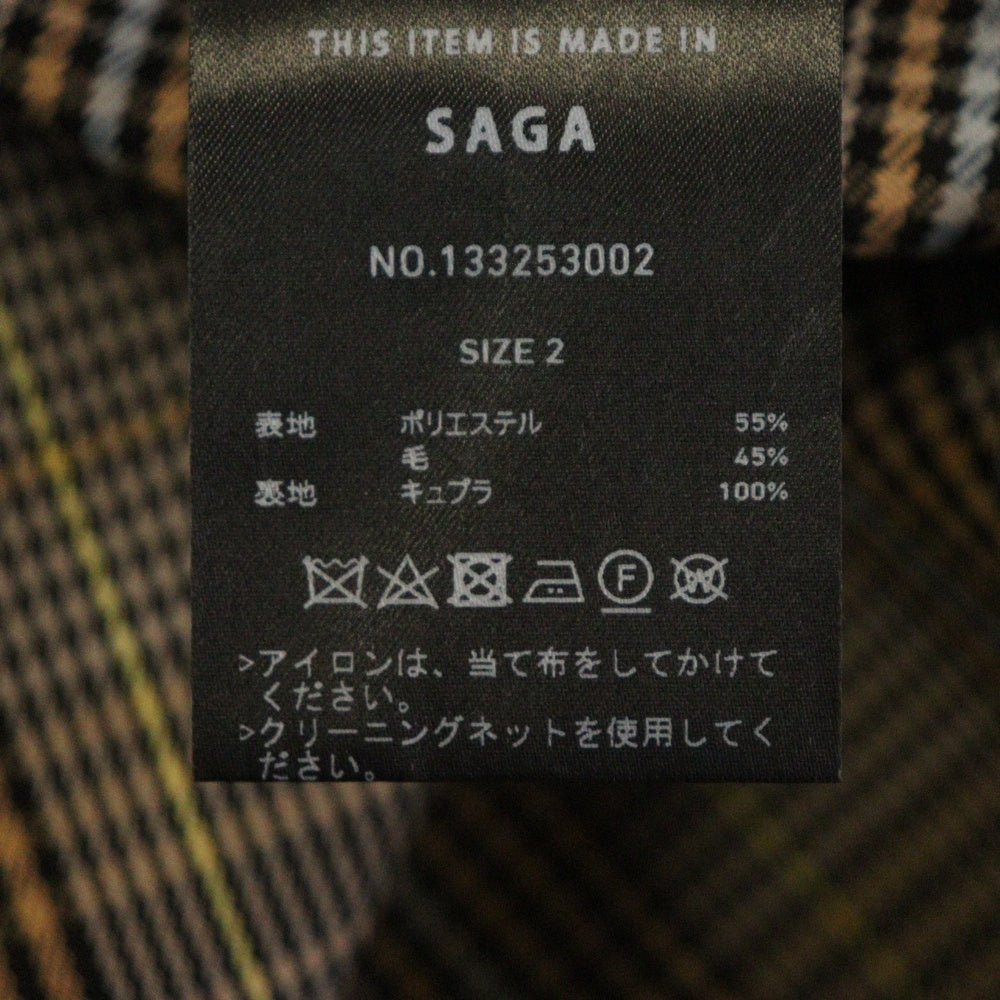 THIS ITEM IS MADE IN
SAGA
NO.133253002
SIZE 2
表地 ポリエステル 55%
毛 45%
裏地 キュプラ 100%
F W
>アイロンは、当て布をしてかけて
ください。
>クリーニングネットを使用してく
ださい。